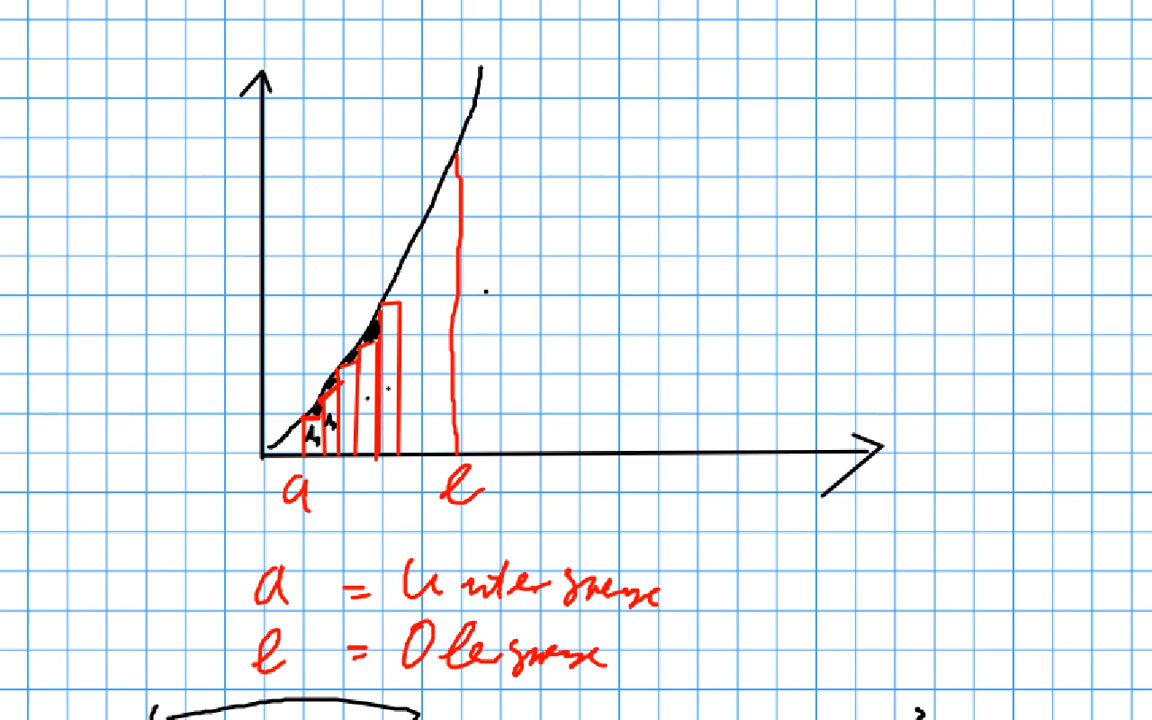 h h
a b
a = Untergrenze
b = Obergrenze